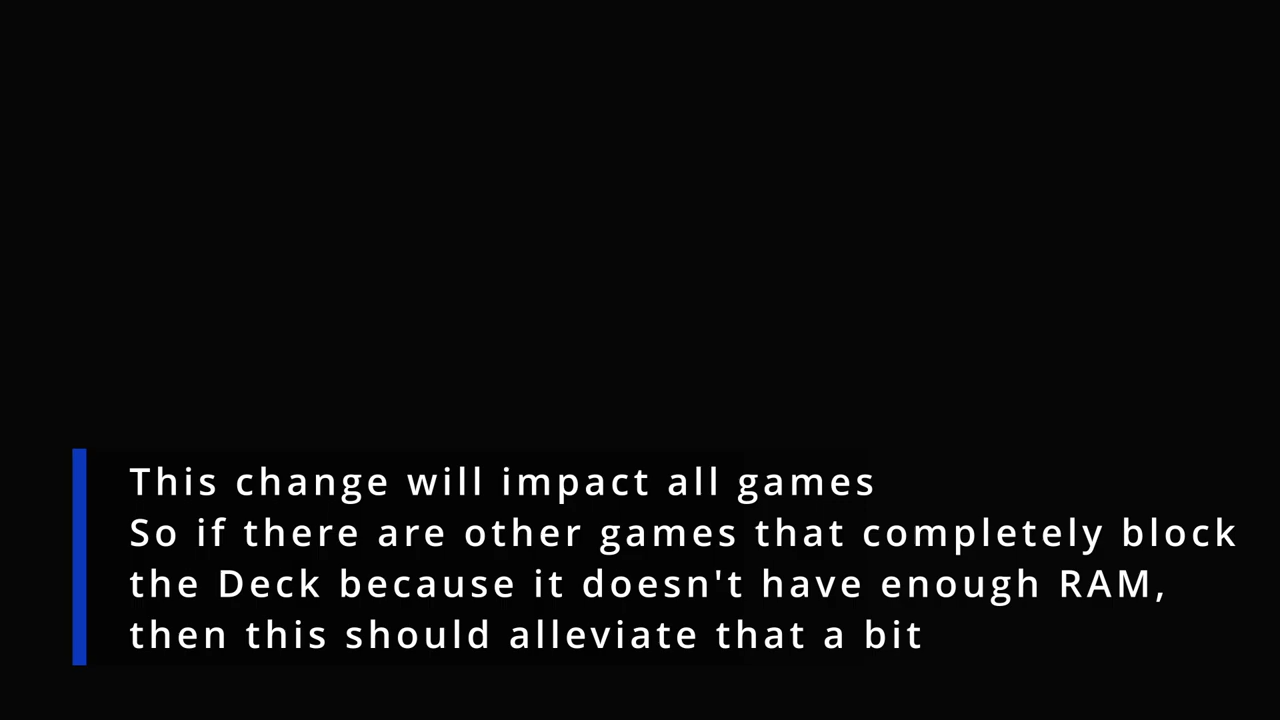 This change will impact all games
So if there are other games that completely block
the Deck because it doesn't have enough RAM,
then this should alleviate that a bit